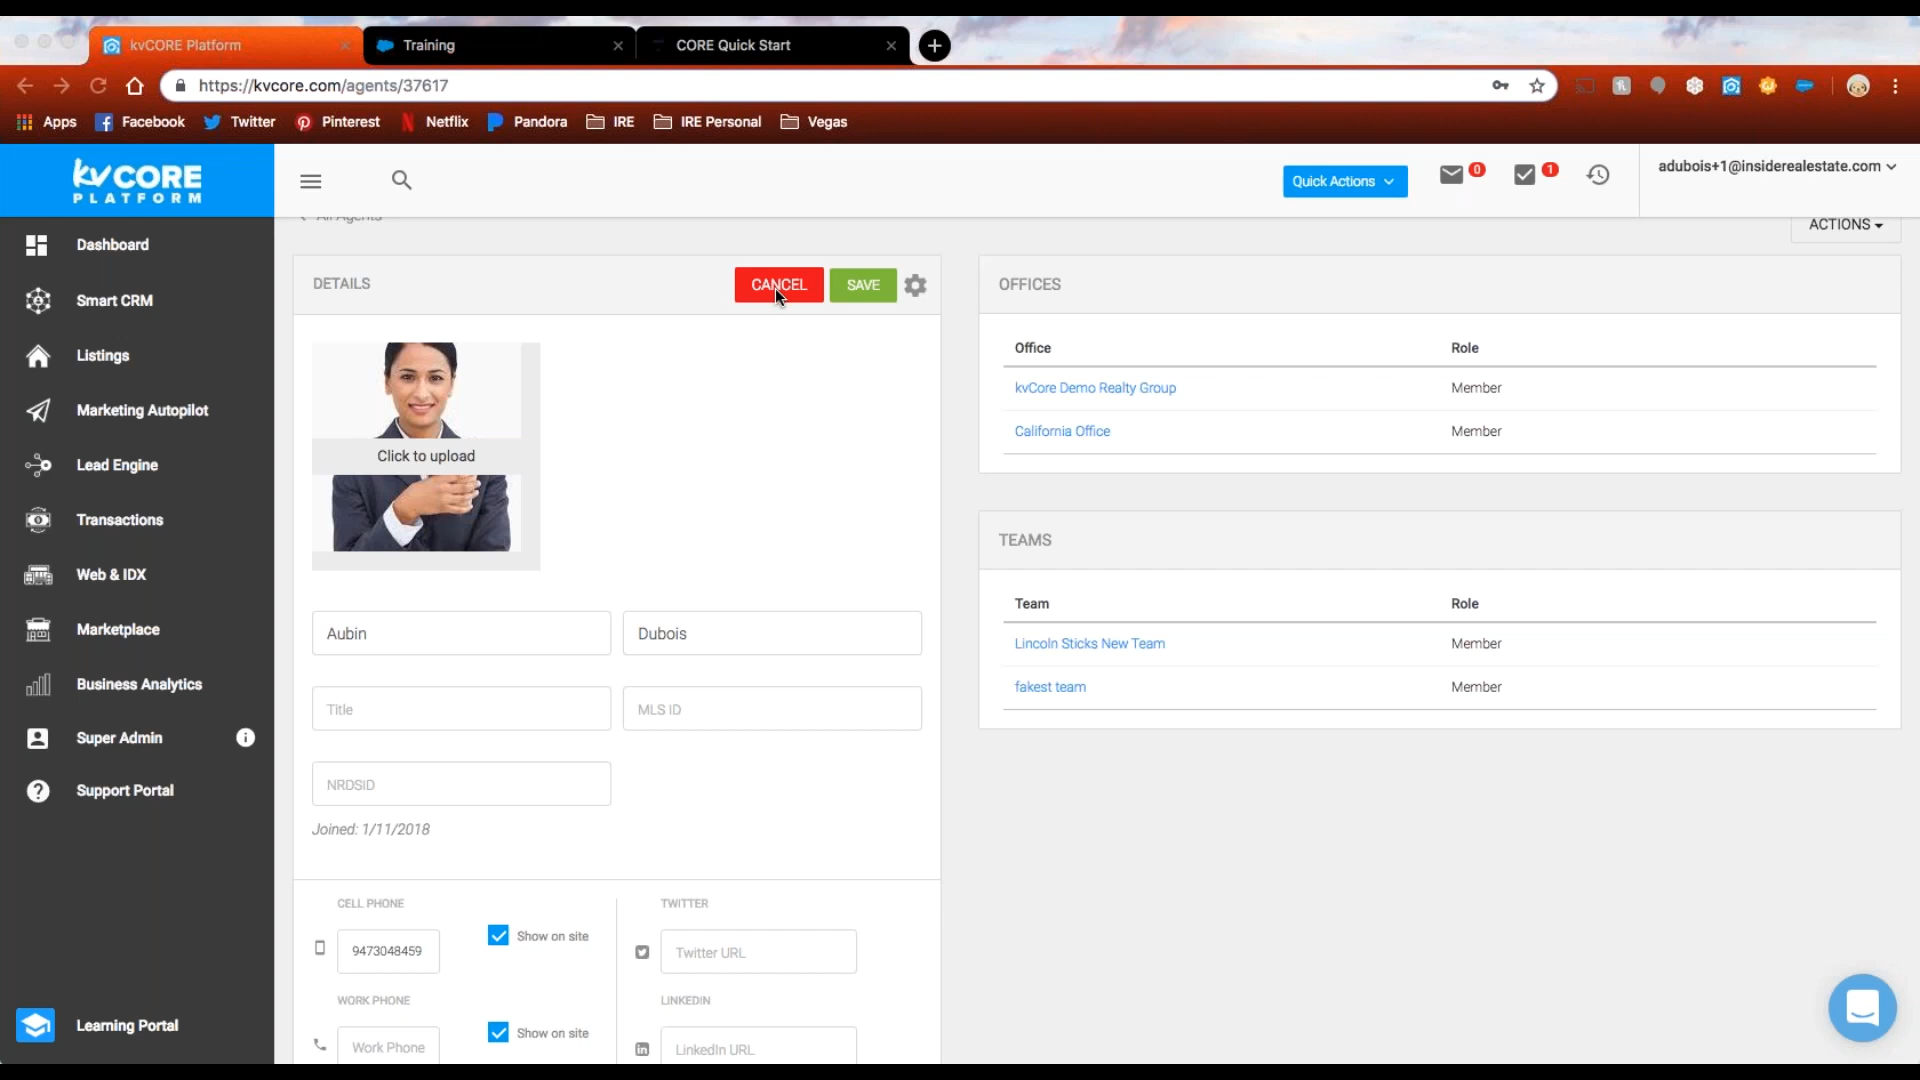 kvCORE Platform
Training
CORE Quick Start
https://kvcore.com/agents/37617
Apps
Facebook
Twitter
Pinterest
Netflix
Pandora
IRE
IRE Personal
Vegas
kvCORE
PLATFORM
Quick Actions
0
1
adubois+1@insiderealestate.com
All Agents
ACTIONS
Dashboard
Smart CRM
Listings
Marketing Autopilot
Lead Engine
Transactions
Web & IDX
Marketplace
Business Analytics
Super Admin
Support Portal
Learning Portal
DETAILS
CANCEL
SAVE
Click to upload
Aubin
Dubois
Title
MLS ID
NRDSID
Joined: 1/11/2018
CELL PHONE
9473048459
Show on site
WORK PHONE
Work Phone
Show on site
TWITTER
Twitter URL
LINKEDIN
LinkedIn URL
OFFICES
Office Role
kvCore Demo Realty Group Member
California Office Member
TEAMS
Team Role
Lincoln Sticks New Team Member
fakest team Member